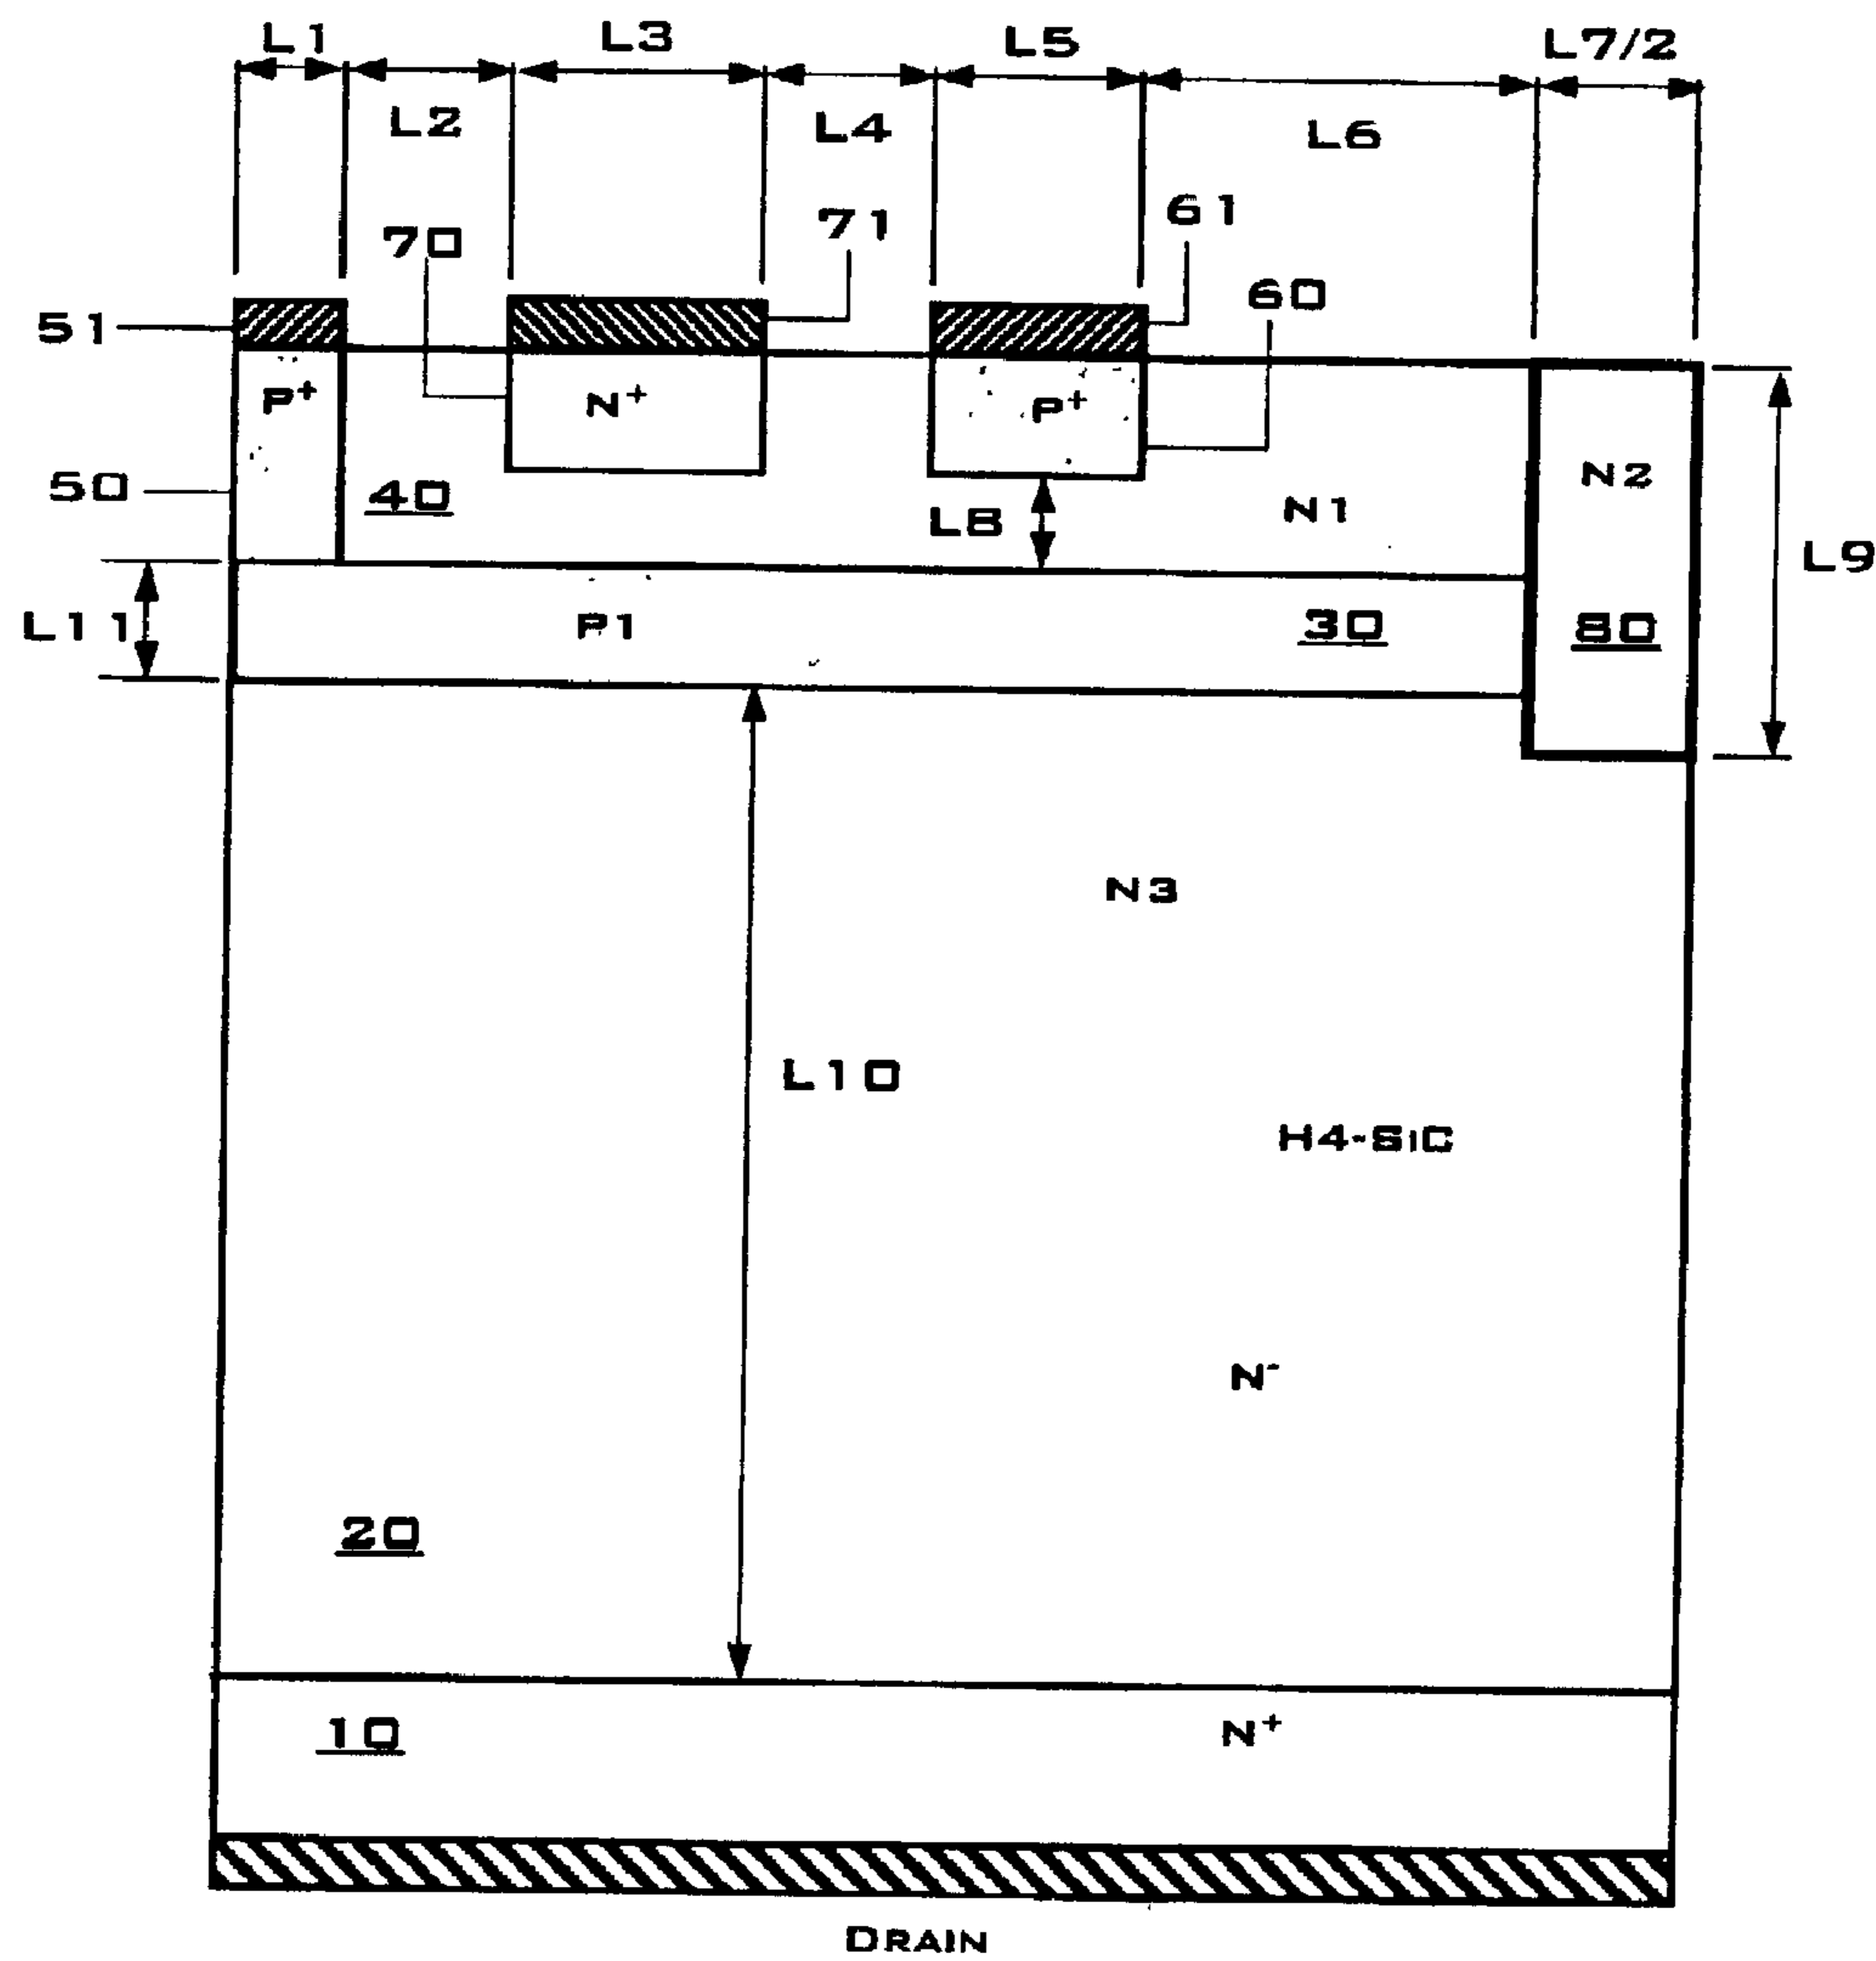 L1
L3
L5
L7/2
L2
L4
L6
70
71
61
60
51
P+
N+
P+
50
40
L8
N1
N2
L9
L11
P1
30
80
N3
L10
H4-SiC
N-
20
10
N+
DRAIN